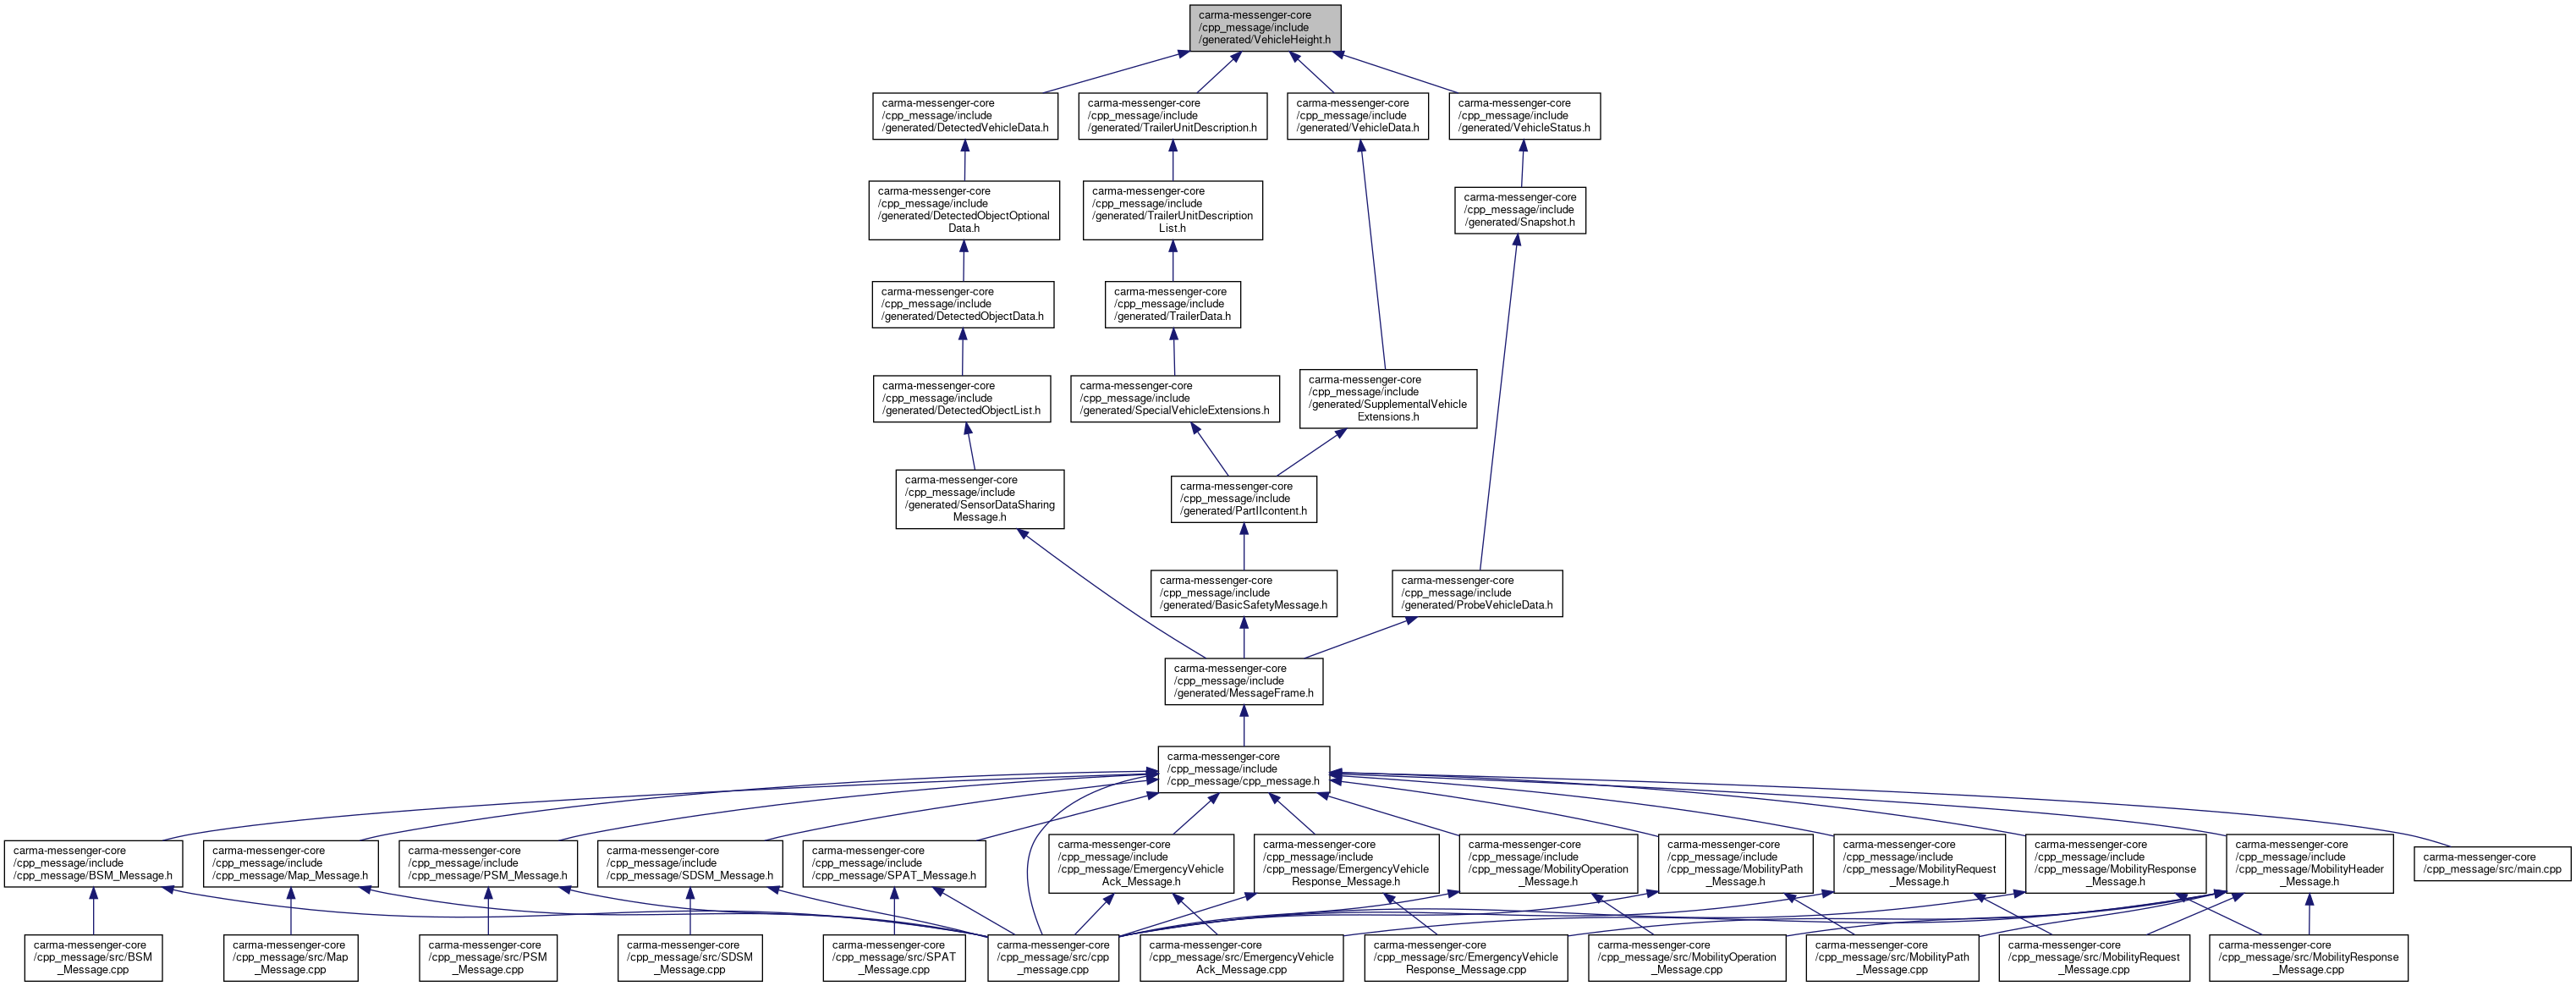 carma-messenger-core
/cpp_message/include
/generated/VehicleHeight.h
carma-messenger-core
/cpp_message/include
/generated/DetectedVehicleData.h
carma-messenger-core
/cpp_message/include
/generated/TrailerUnitDescription.h
carma-messenger-core
/cpp_message/include
/generated/VehicleData.h
carma-messenger-core
/cpp_message/include
/generated/VehicleStatus.h
carma-messenger-core
/cpp_message/include
/generated/DetectedObjectOptional
Data.h
carma-messenger-core
/cpp_message/include
/generated/TrailerUnitDescription
List.h
carma-messenger-core
/cpp_message/include
/generated/Snapshot.h
carma-messenger-core
/cpp_message/include
/generated/DetectedObjectData.h
carma-messenger-core
/cpp_message/include
/generated/TrailerData.h
carma-messenger-core
/cpp_message/include
/generated/DetectedObjectList.h
carma-messenger-core
/cpp_message/include
/generated/SpecialVehicleExtensions.h
carma-messenger-core
/cpp_message/include
/generated/SupplementalVehicle
Extensions.h
carma-messenger-core
/cpp_message/include
/generated/SensorDataSharing
Message.h
carma-messenger-core
/cpp_message/include
/generated/PartIIcontent.h
carma-messenger-core
/cpp_message/include
/generated/BasicSafetyMessage.h
carma-messenger-core
/cpp_message/include
/generated/ProbeVehicleData.h
carma-messenger-core
/cpp_message/include
/generated/MessageFrame.h
carma-messenger-core
/cpp_message/include
/cpp_message/cpp_message.h
carma-messenger-core
/cpp_message/include
/cpp_message/BSM_Message.h
carma-messenger-core
/cpp_message/include
/cpp_message/Map_Message.h
carma-messenger-core
/cpp_message/include
/cpp_message/PSM_Message.h
carma-messenger-core
/cpp_message/include
/cpp_message/SDSM_Message.h
carma-messenger-core
/cpp_message/include
/cpp_message/SPAT_Message.h
carma-messenger-core
/cpp_message/include
/cpp_message/EmergencyVehicle
Ack_Message.h
carma-messenger-core
/cpp_message/include
/cpp_message/EmergencyVehicle
Response_Message.h
carma-messenger-core
/cpp_message/include
/cpp_message/MobilityOperation
_Message.h
carma-messenger-core
/cpp_message/include
/cpp_message/MobilityPath
_Message.h
carma-messenger-core
/cpp_message/include
/cpp_message/MobilityRequest
_Message.h
carma-messenger-core
/cpp_message/include
/cpp_message/MobilityResponse
_Message.h
carma-messenger-core
/cpp_message/include
/cpp_message/MobilityHeader
_Message.h
carma-messenger-core
/cpp_message/src/main.cpp
carma-messenger-core
/cpp_message/src/BSM
_Message.cpp
carma-messenger-core
/cpp_message/src/Map
_Message.cpp
carma-messenger-core
/cpp_message/src/PSM
_Message.cpp
carma-messenger-core
/cpp_message/src/SDSM
_Message.cpp
carma-messenger-core
/cpp_message/src/SPAT
_Message.cpp
carma-messenger-core
/cpp_message/src/cpp
_message.cpp
carma-messenger-core
/cpp_message/src/EmergencyVehicle
Ack_Message.cpp
carma-messenger-core
/cpp_message/src/EmergencyVehicle
Response_Message.cpp
carma-messenger-core
/cpp_message/src/MobilityOperation
_Message.cpp
carma-messenger-core
/cpp_message/src/MobilityPath
_Message.cpp
carma-messenger-core
/cpp_message/src/MobilityRequest
_Message.cpp
carma-messenger-core
/cpp_message/src/MobilityResponse
_Message.cpp